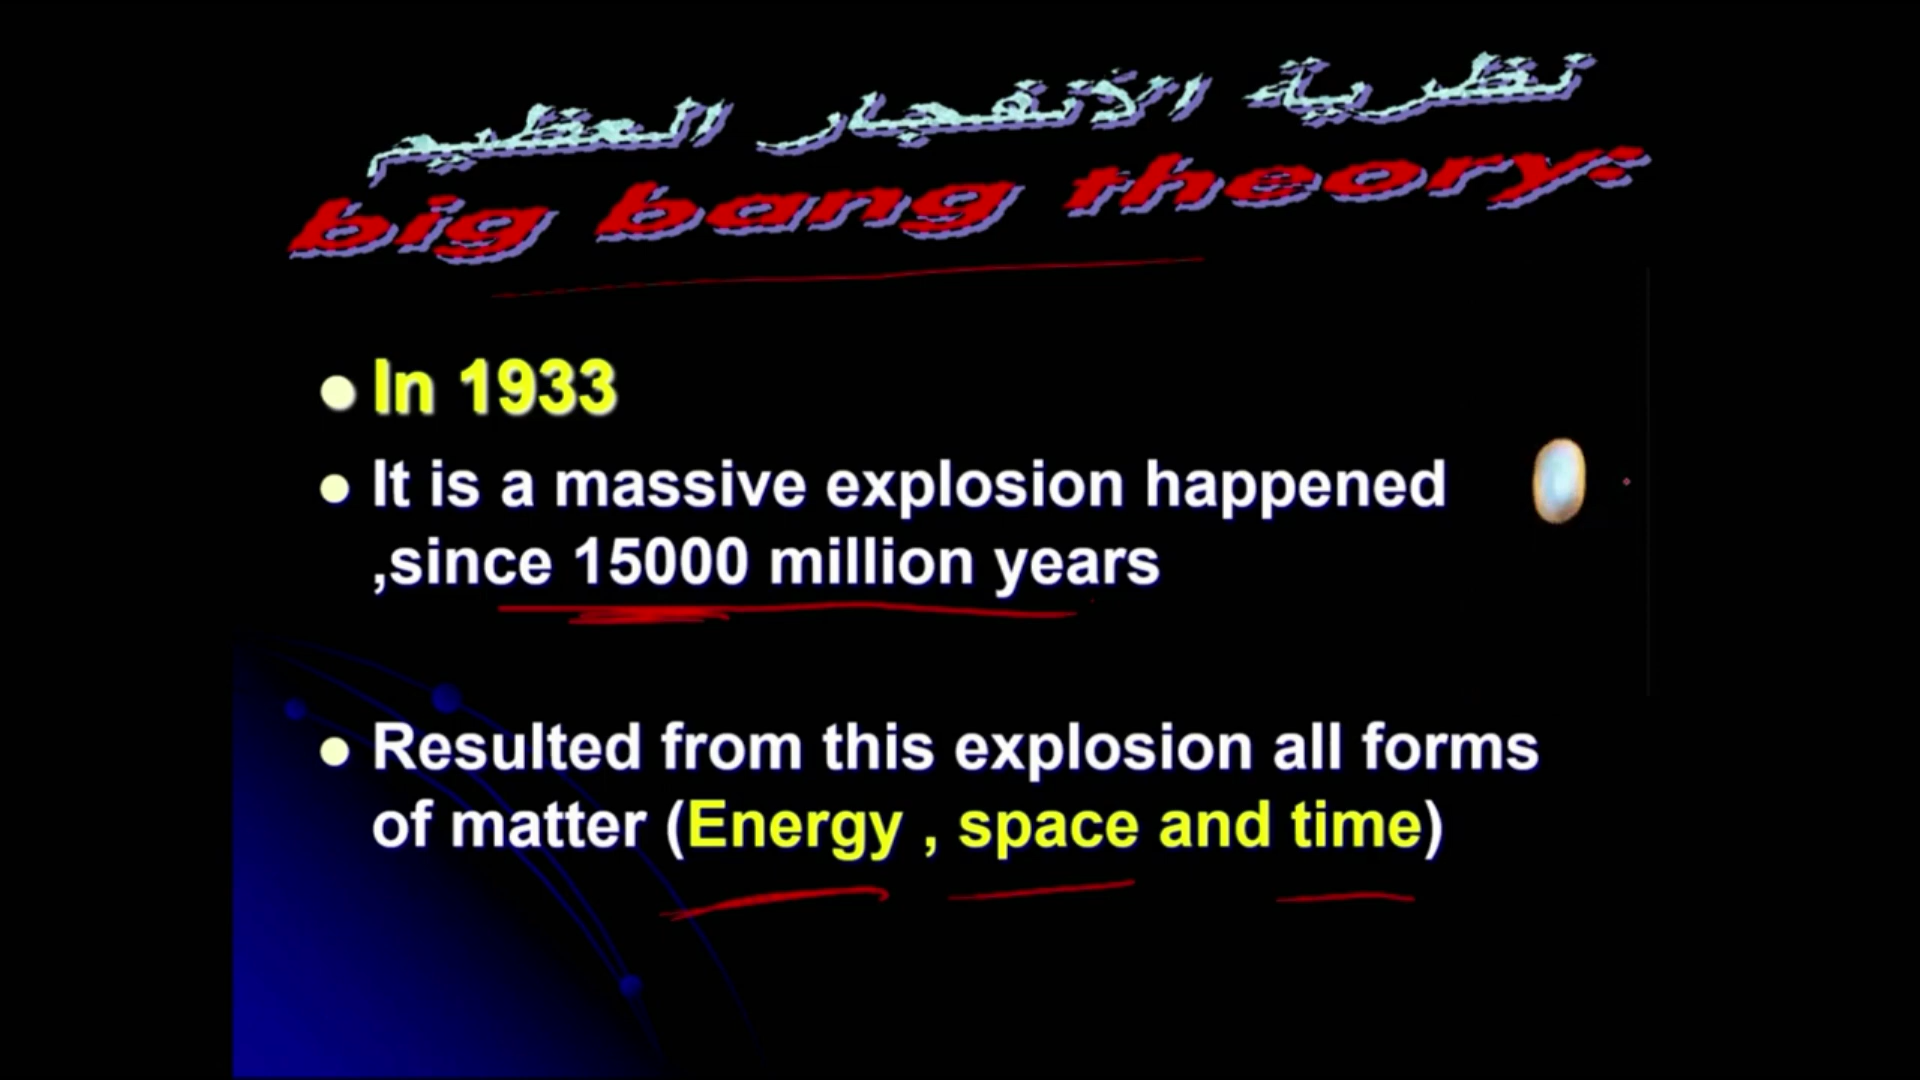 نظرية الانفجار العظيم
big bang theory:
In 1933
It is a massive explosion happened
,since 15000 million years
Resulted from this explosion all forms
of matter (Energy , space and time)